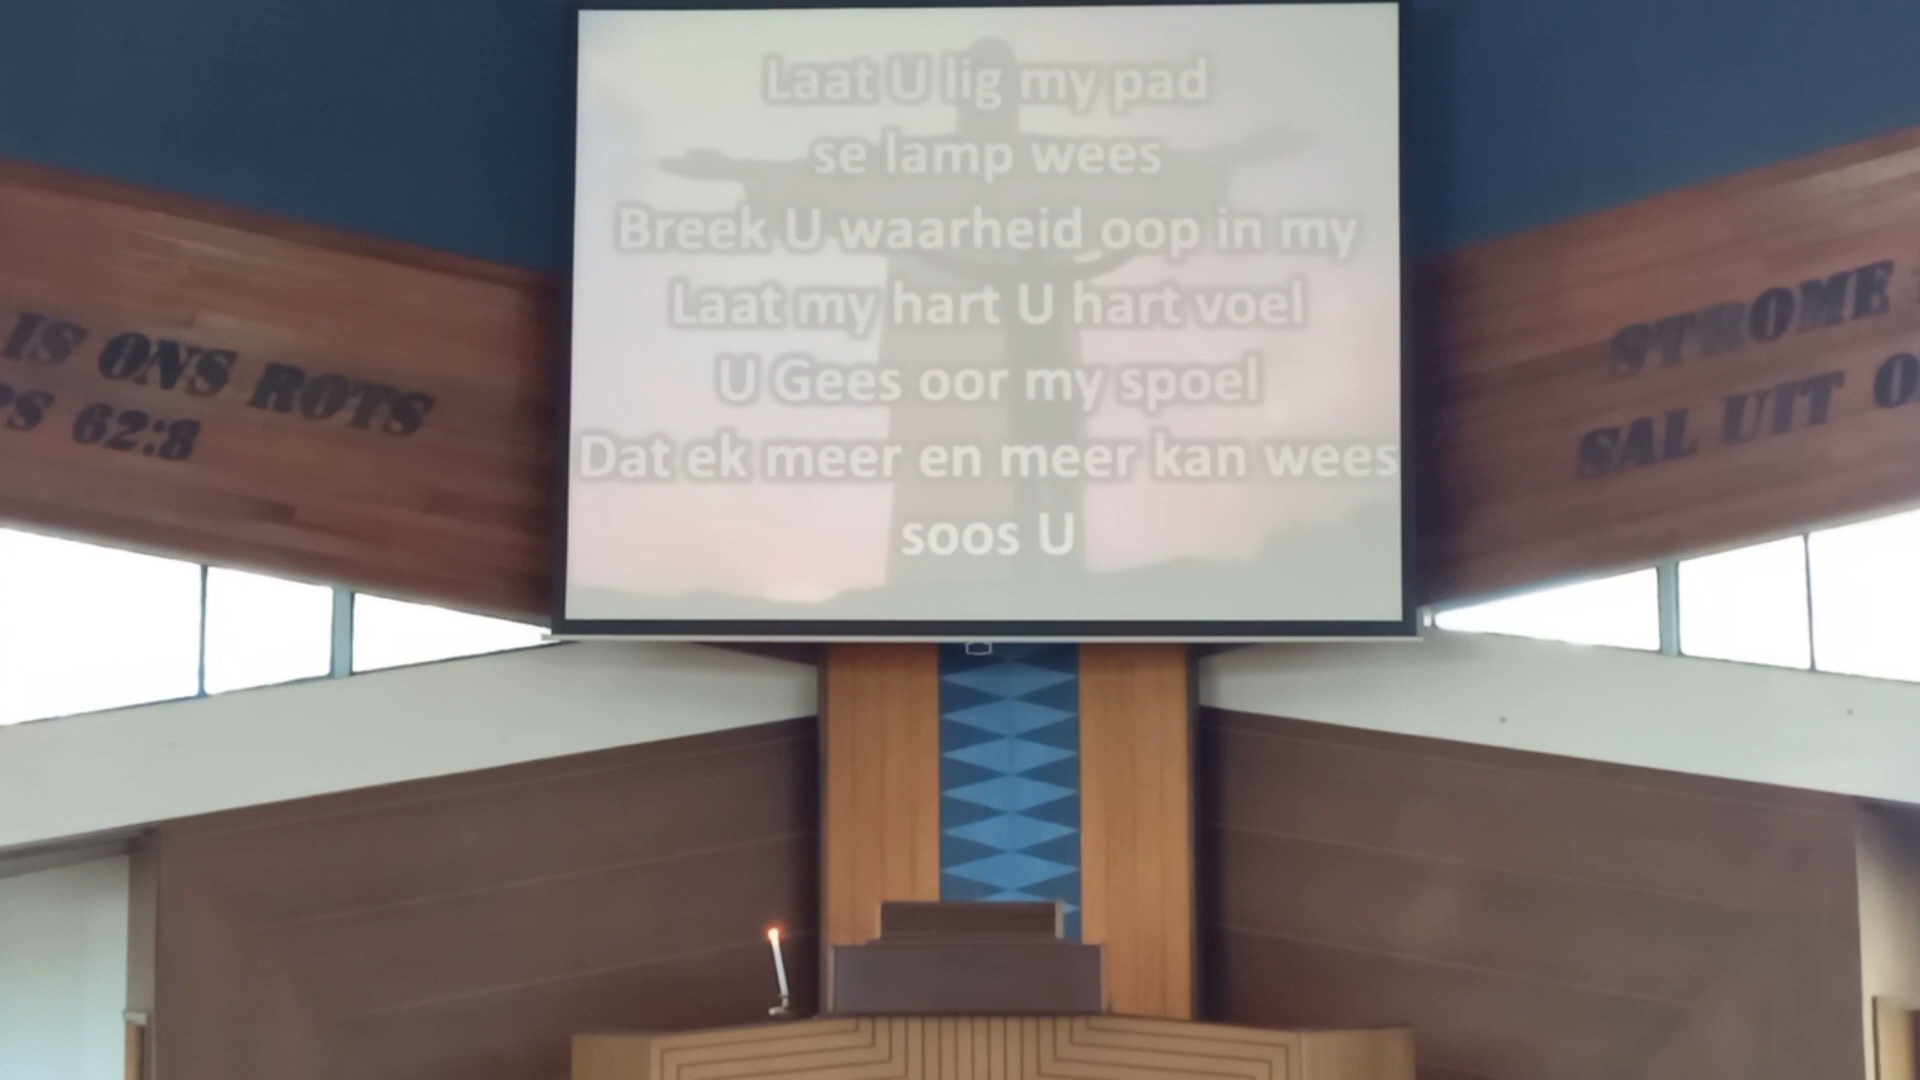 Laat U lig my pad
se lamp wees
Breek U waarheid oop in my
Laat my hart U hart voel
U Gees oor my spoel
Dat ek meer en meer kan wees
soos U
IS ONS ROTS
PS 62:8
STROME
SAL UIT